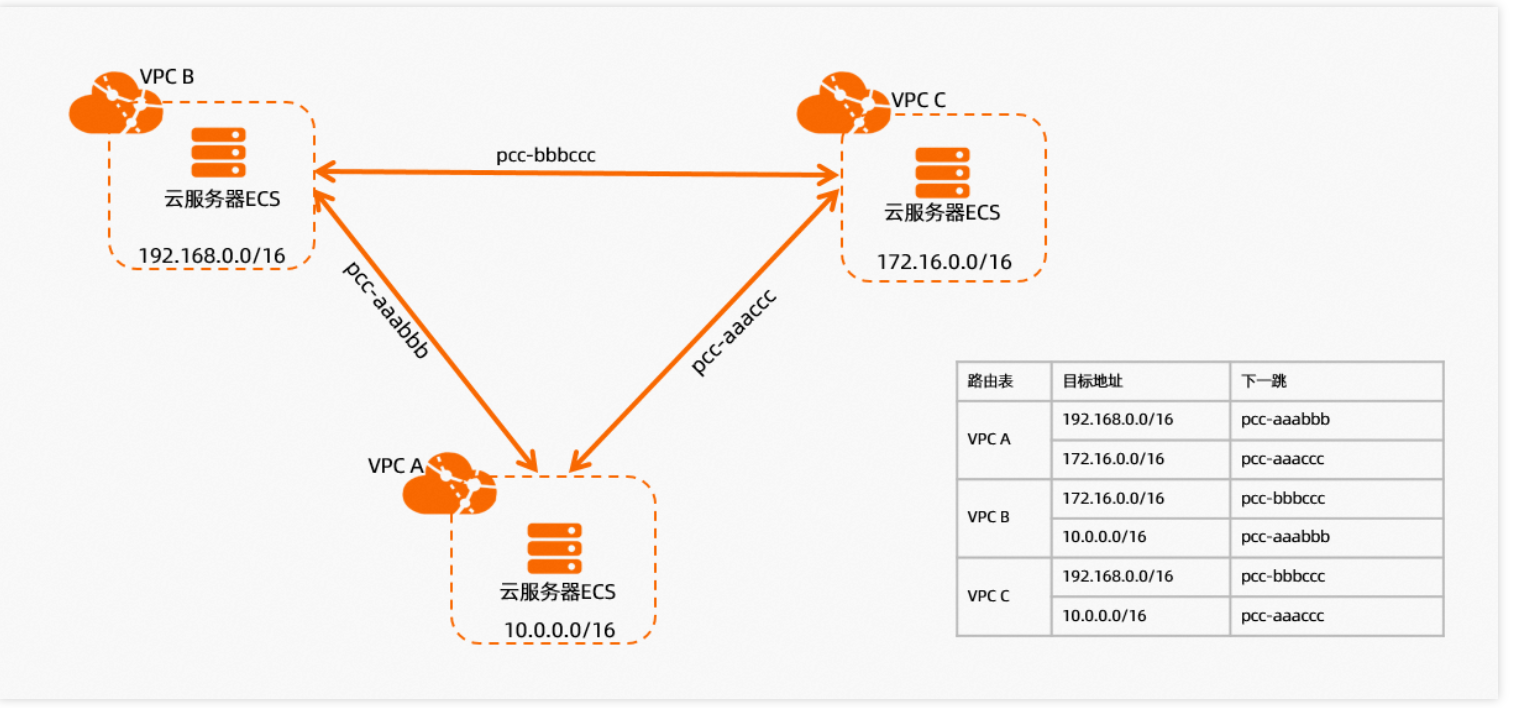 VPC B
云服务器ECS
192.168.0.0/16
pcc-bbbccc
VPC C
云服务器ECS
172.16.0.0/16
pcc-aaabbb
pcc-aaaccc
VPC A
云服务器ECS
10.0.0.0/16
路由表 目标地址 下一跳
VPC A 192.168.0.0/16 pcc-aaabbb
172.16.0.0/16 pcc-aaaccc
VPC B 172.16.0.0/16 pcc-bbbccc
10.0.0.0/16 pcc-aaabbb
VPC C 192.168.0.0/16 pcc-bbbccc
10.0.0.0/16 pcc-aaaccc